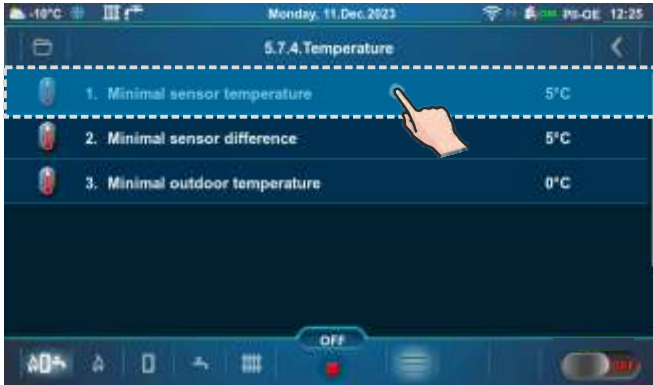 -10°C Monday, 11.Dec.2023 PII-OE 12:25
5.7.4.Temperature
1. Minimal sensor temperature 5°C
2. Minimal sensor difference 5°C
3. Minimal outdoor temperature 0°C
OFF
OFF